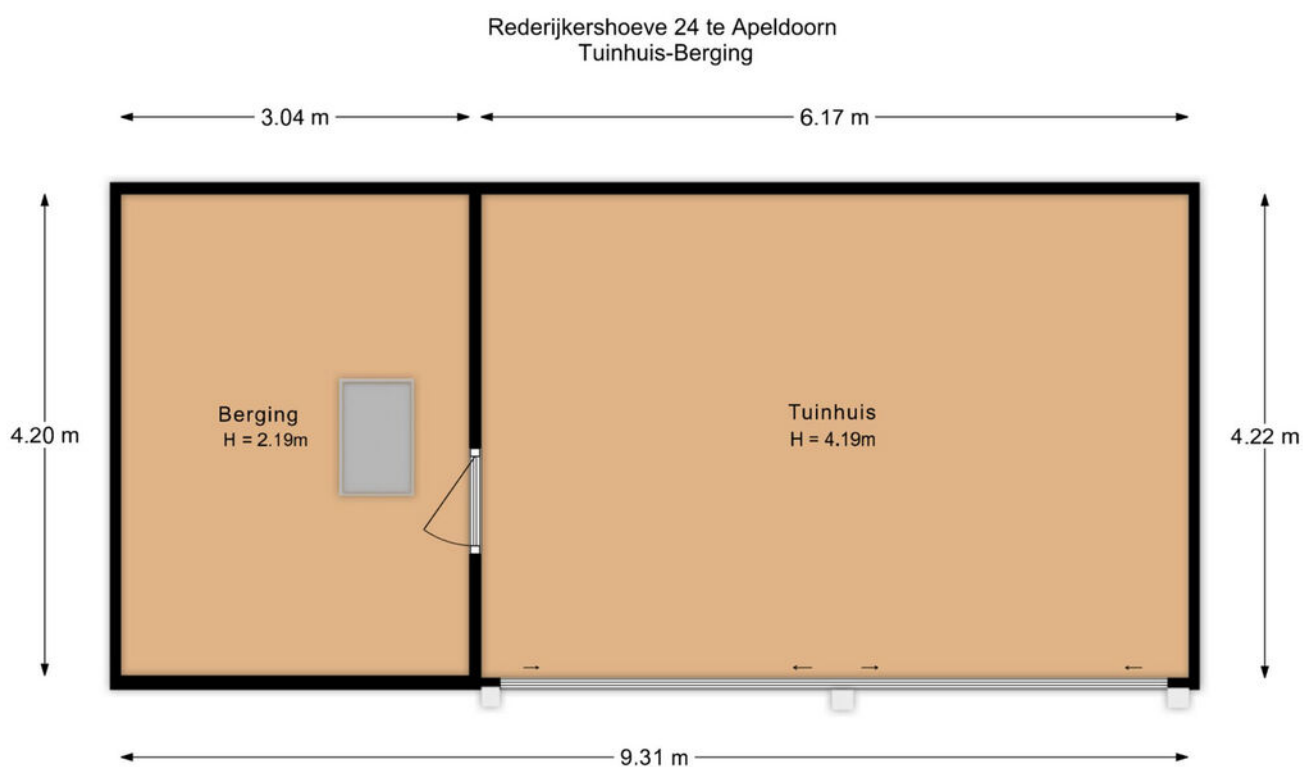 Rederijkershoeve 24 te Apeldoorn
Tuinhuis-Berging
3.04 m
6.17 m
4.20 m
Berging
H = 2.19m
Tuinhuis
H = 4.19m
4.22 m
9.31 m